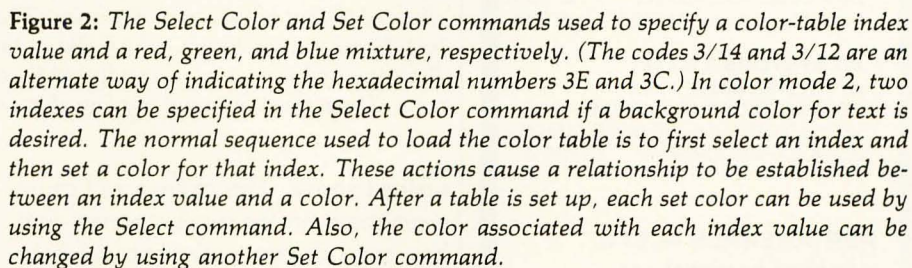 Figure 2: The Select Color and Set Color commands used to specify a color-table index
value and a red, green, and blue mixture, respectively. (The codes 3/14 and 3/12 are an
alternate way of indicating the hexadecimal numbers 3E and 3C.) In color mode 2, two
indexes can be specified in the Select Color command if a background color for text is
desired. The normal sequence used to load the color table is to first select an index and
then set a color for that index. These actions cause a relationship to be established be-
tween an index value and a color. After a table is set up, each set color can be used by
using the Select command. Also, the color associated with each index value can be
changed by using another Set Color command.